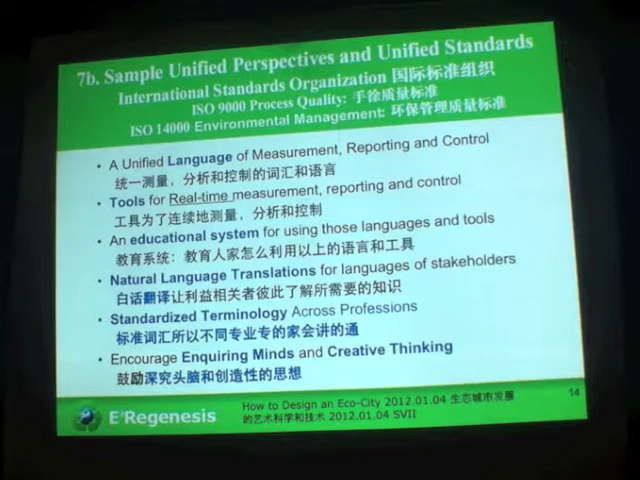 7b. Sample Unified Perspectives and Unified Standards
International Standards Organization 国际标准组织
ISO 9000 Process Quality: 手徐质量标准
ISO 14000 Environmental Management: 环保管理质量标准
• A Unified Language of Measurement, Reporting and Control
统一测量，分析和控制的词汇和语言
• Tools for Real-time measurement, reporting and control
工具为了连续地测量，分析和控制
• An educational system for using those languages and tools
教育系统：教育人家怎么利用以上的语言和工具
• Natural Language Translations for languages of stakeholders
白话翻译让利益相关者彼此了解所需要的知识
• Standardized Terminology Across Professions
标准词汇所以不同专业专的家会讲的通
• Encourage Enquiring Minds and Creative Thinking
鼓励深究头脑和创造性的思想
14
E³Regenesis
How to Design an Eco-City 2012.01.04 生态城市发展
的艺术科学和技术 2012.01.04 SVII